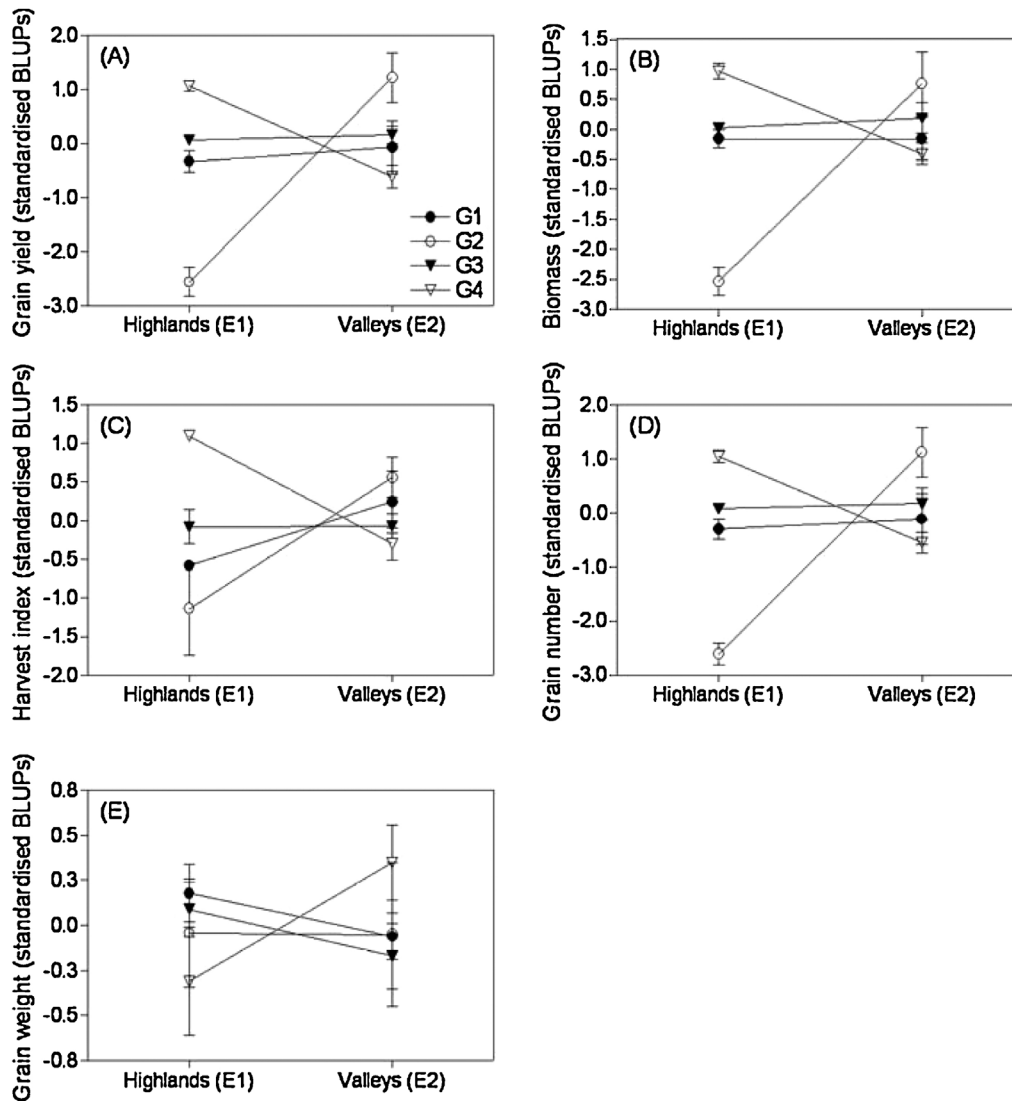 Grain yield (standardised BLUPs)
(A)
2.0
1.0
0.0
-1.0
-2.0
-3.0
G1
G2
G3
G4
Highlands (E1) Valleys (E2)
Biomass (standardised BLUPs)
(B)
1.5
1.0
0.5
0.0
-0.5
-1.0
-1.5
-2.0
-2.5
-3.0
Highlands (E1) Valleys (E2)
Harvest index (standardised BLUPs)
(C)
1.5
1.0
0.5
0.0
-0.5
-1.0
-1.5
-2.0
Highlands (E1) Valleys (E2)
Grain number (standardised BLUPs)
(D)
2.0
1.0
0.0
-1.0
-2.0
-3.0
Highlands (E1) Valleys (E2)
Grain weight (standardised BLUPs)
(E)
0.8
0.5
0.3
0.0
-0.3
-0.5
-0.8
Highlands (E1) Valleys (E2)